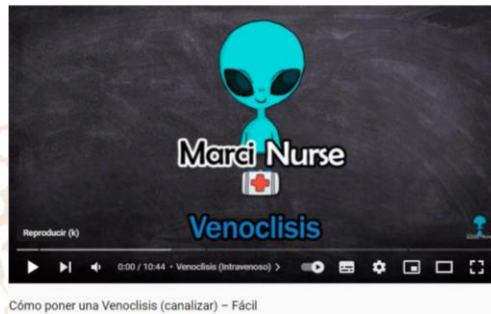 Marci Nurse
Venoclisis
Reproducir (k)
0:00 / 10:44 • Venoclisis (Intravenoso) >
Cómo poner una Venoclisis (canalizar) – Fácil